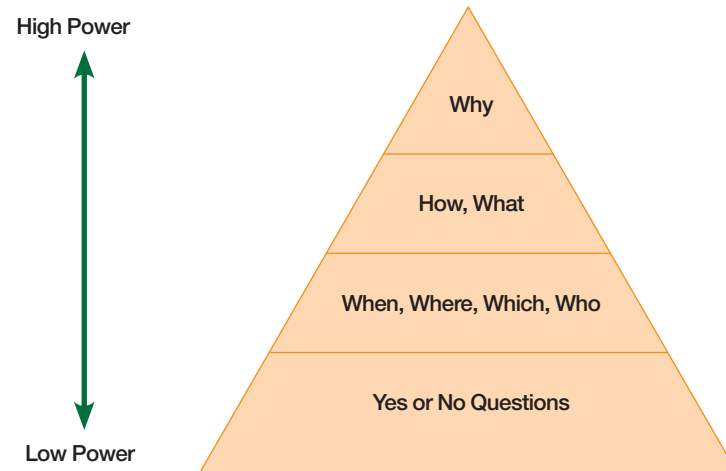 High Power
Why
How, What
When, Where, Which, Who
Yes or No Questions
Low Power